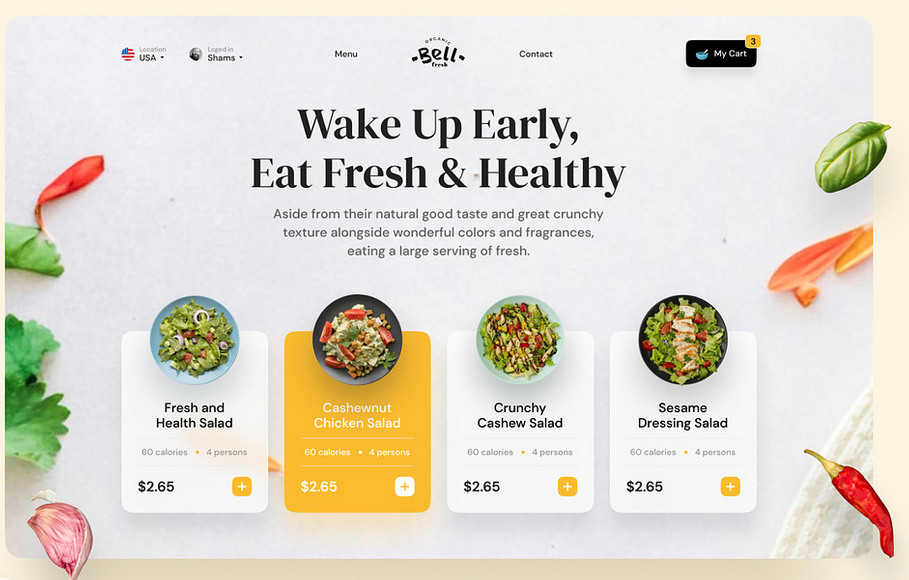 Location
USA
Loged in
Shams
Menu
ORGANIC
Bell
fresh
Contact
My Cart
3
Wake Up Early,
Eat Fresh & Healthy
Aside from their natural good taste and great crunchy
texture alongside wonderful colors and fragrances,
eating a large serving of fresh.
Fresh and
Health Salad
60 calories • 4 persons
$2.65
+
Cashewnut
Chicken Salad
60 calories • 4 persons
$2.65
+
Crunchy
Cashew Salad
60 calories • 4 persons
$2.65
+
Sesame
Dressing Salad
60 calories • 4 persons
$2.65
+